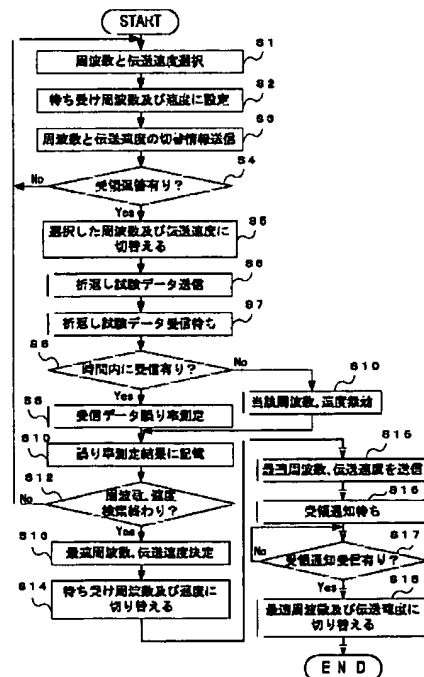 START
S1
周波数と伝送速度選択
S2
待ち受け周波数及び速度に設定
S3
周波数と伝送速度の切替情報送信
S4
No
受領返答有り?
Yes
S5
選択した周波数及び伝送速度に
切替える
S6
折返し試験データ送信
S7
折返し試験データ受信待ち
S8
時間内に受信有り?
No
Yes
S10
当該周波数、速度無効
受信データ誤り率測定
S10
誤り率測定結果に記憶
S12
周波数、速度
検索終わり?
No
Yes
S13
最適周波数、伝送速度決定
S14
待ち受け周波数及び速度に
切り替える
S15
最適周波数、伝送速度を送信
S16
受領通知待ち
S17
No
受領通知受信有り?
Yes
S18
最適周波数及び伝送速度に
切り替える
END